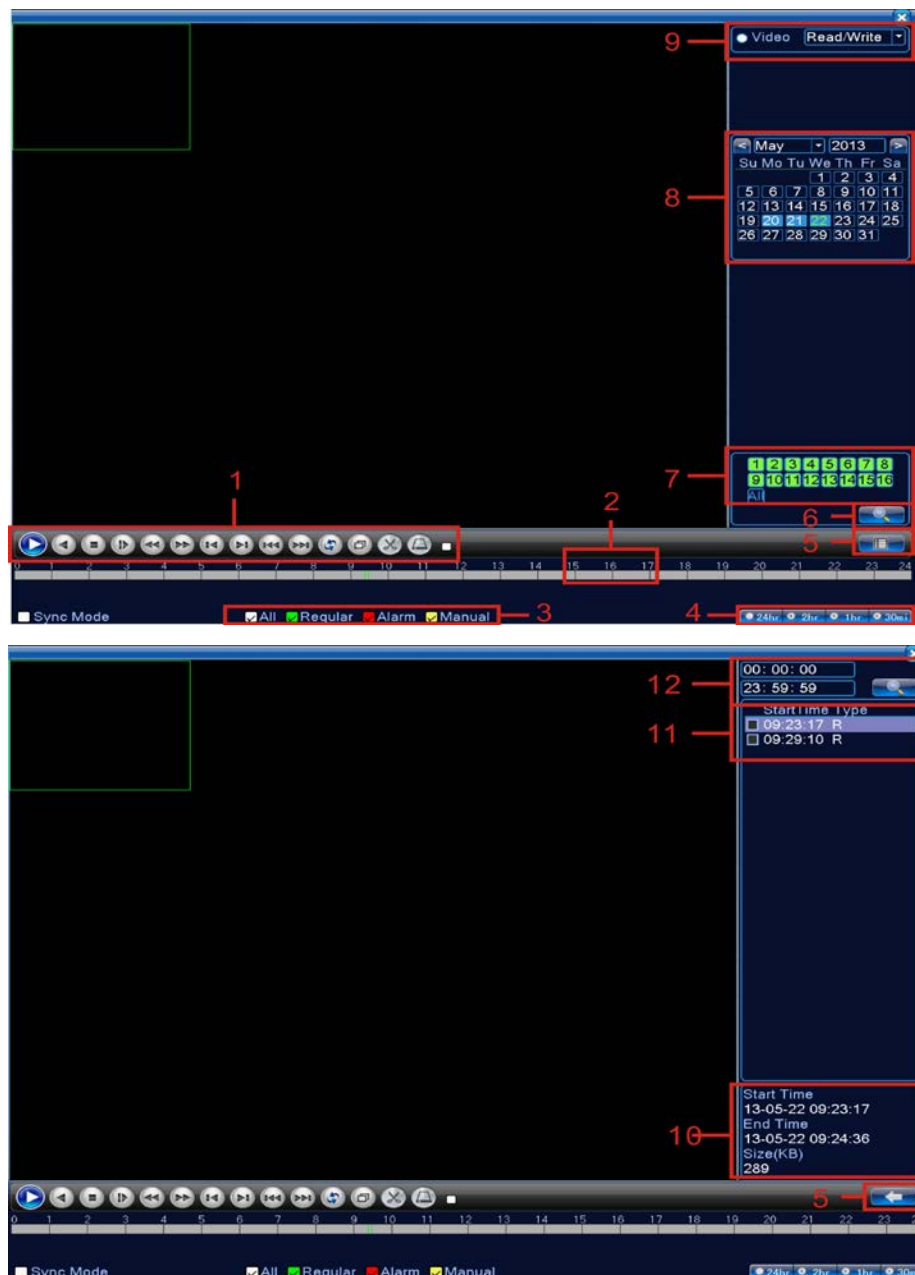 9
Video Read/Write
8
< May 2013 >
Su Mo Tu We Th Fr Sa
1 2 3 4
5 6 7 8 9 10 11
12 13 14 15 16 17 18
19 20 21 22 23 24 25
26 27 28 29 30 31
7
1 2 3 4 5 6 7 8
9 10 11 12 13 14 15 16
All
6
1
2
5
0 1 2 3 4 5 6 7 8 9 10 11 12 13 14 15 16 17 18 19 20 21 22 23 24
Sync Mode All Regular Alarm Manual 3 4 24hr 2hr 1hr 30mi
12
00:00:00
23:59:59
11
StartTime Type
09:23:17 R
09:29:10 R
10
Start Time
13-05-22 09:23:17
End Time
13-05-22 09:24:36
Size(KB)
289
5
0 1 2 3 4 5 6 7 8 9 10 11 12 13 14 15 16 17 18 19 20 21 22 23
Sync Mode All Regular Alarm Manual 24hr 2hr 1hr 30m